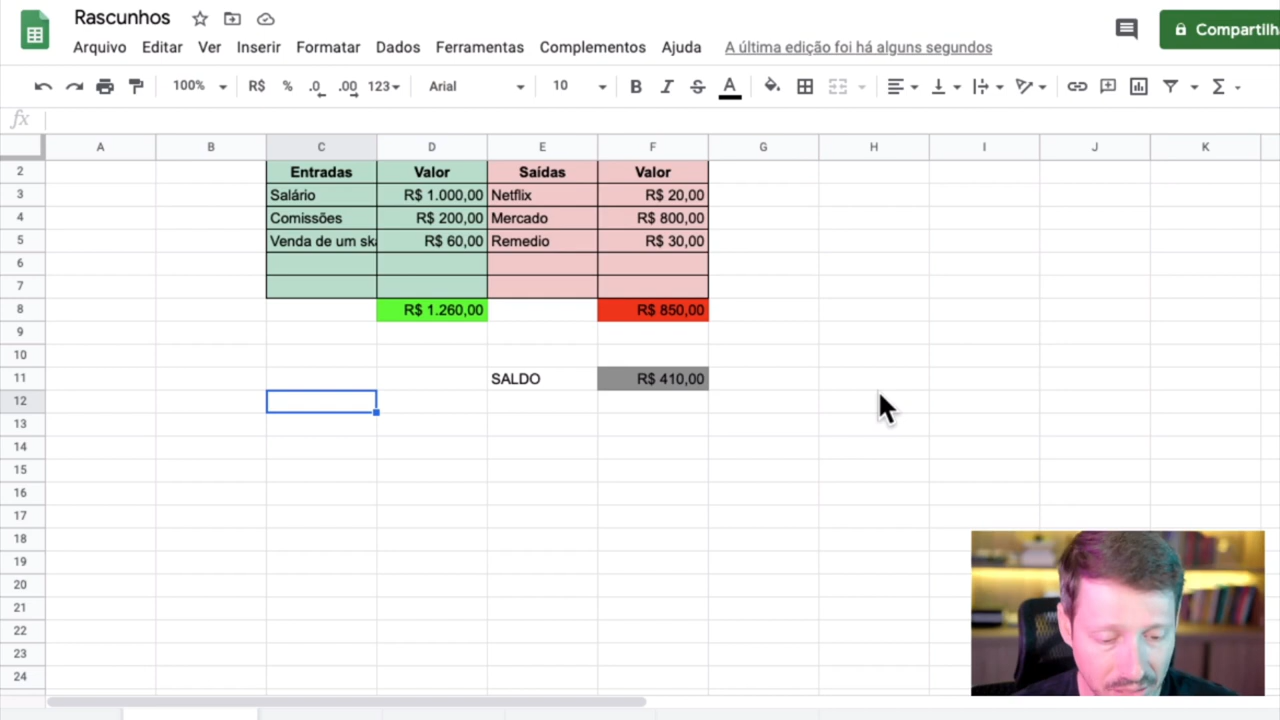 Rascunhos
Arquivo Editar Ver Inserir Formatar Dados Ferramentas Complementos Ajuda A última edição foi há alguns segundos
Compartilh
100% R$ % .0 .00 123 Arial 10 B I S A Σ
fx
A B C D E F G H I J K
2 Entradas Valor Saídas Valor
3 Salário R$ 1.000,00 Netflix R$ 20,00
4 Comissões R$ 200,00 Mercado R$ 800,00
5 Venda de um sk R$ 60,00 Remedio R$ 30,00
6
7
8 R$ 1.260,00 R$ 850,00
9
10
11 SALDO R$ 410,00
12
13
14
15
16
17
18
19
20
21
22
23
24